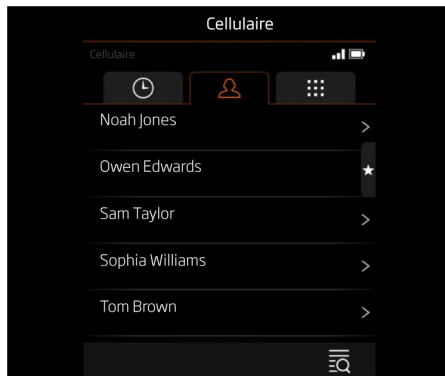 Cellulaire
Cellulaire
Noah Jones
Owen Edwards
Sam Taylor
Sophia Williams
Tom Brown